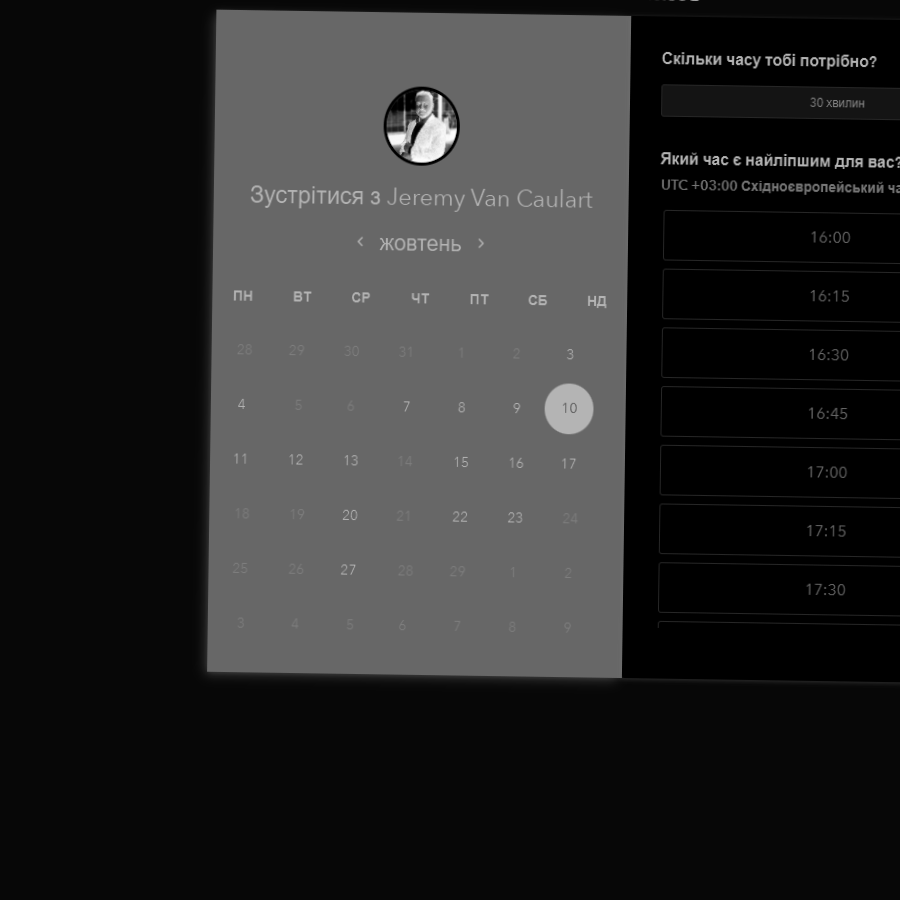 Зустрітися з Jeremy Van Caulart
‹ жовтень ›
ПН ВТ СР ЧТ ПТ СБ НД
28 29 30 31 1 2 3
4 5 6 7 8 9 10
11 12 13 14 15 16 17
18 19 20 21 22 23 24
25 26 27 28 29 1 2
3 4 5 6 7 8 9
Скільки часу тобі потрібно?
30 хвилин
Який час є найліпшим для вас?
UTC +03:00 Східноєвропейський
16:00
16:15
16:30
16:45
17:00
17:15
17:30